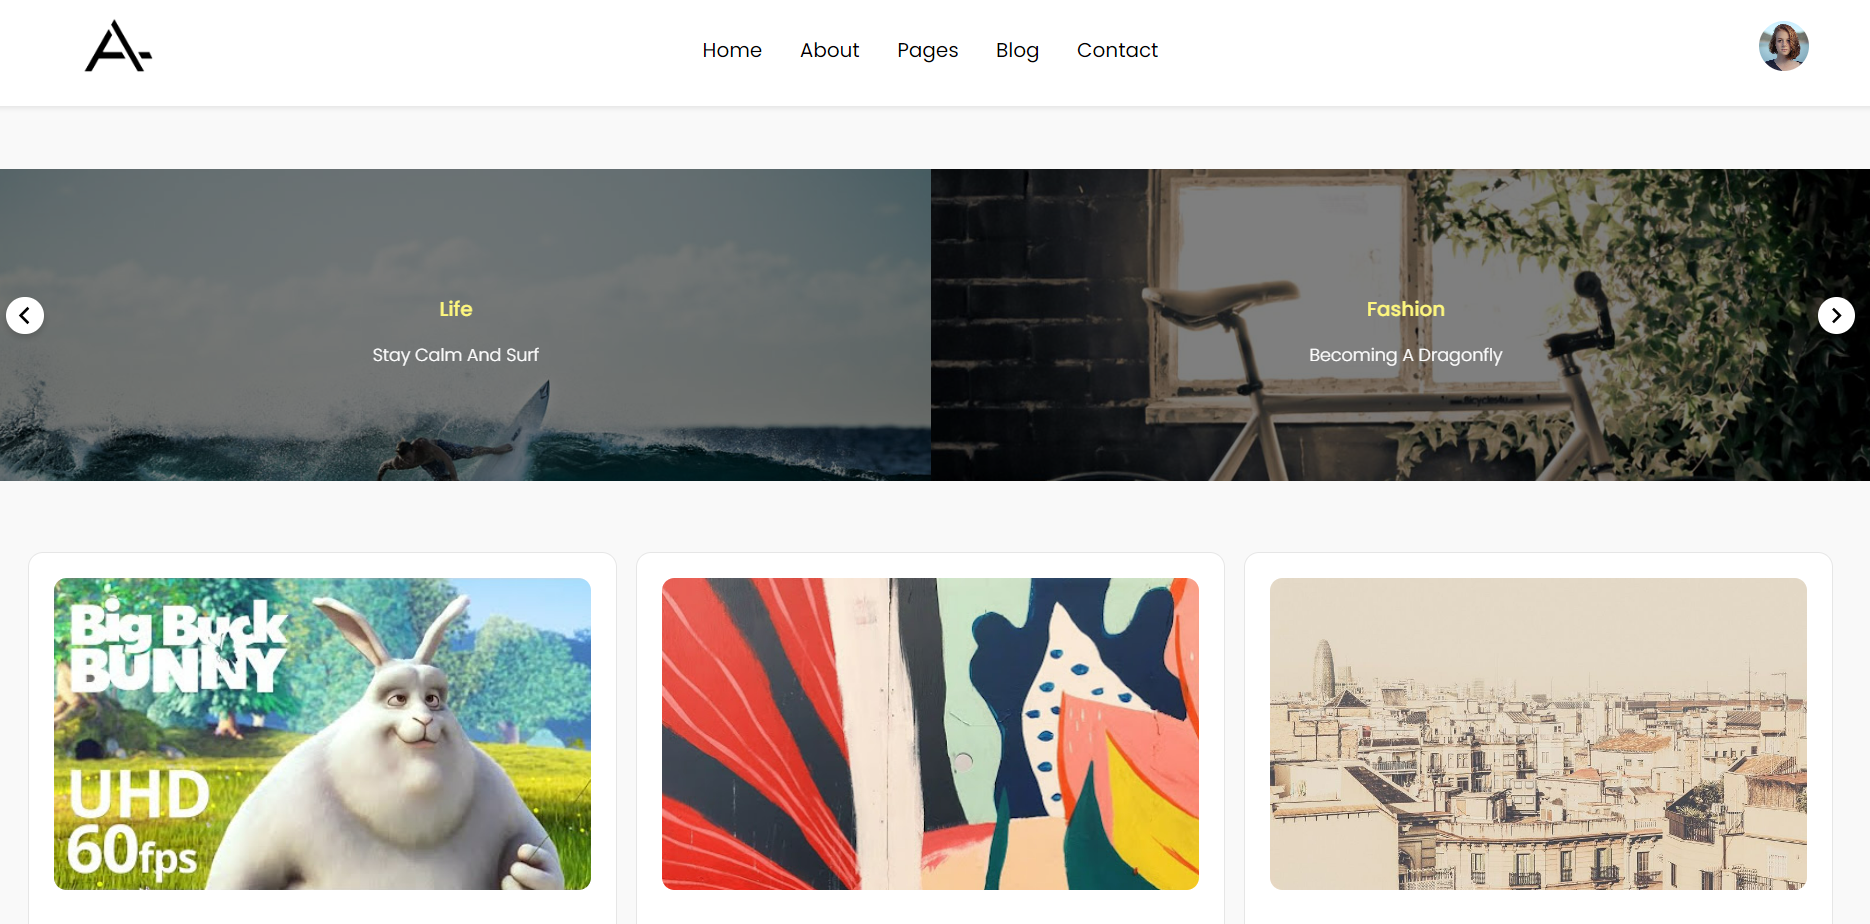 Home About Pages Blog Contact
Life
Stay Calm And Surf
Fashion
Becoming A Dragonfly
Big Buck
BUNNY
UHD
60fps